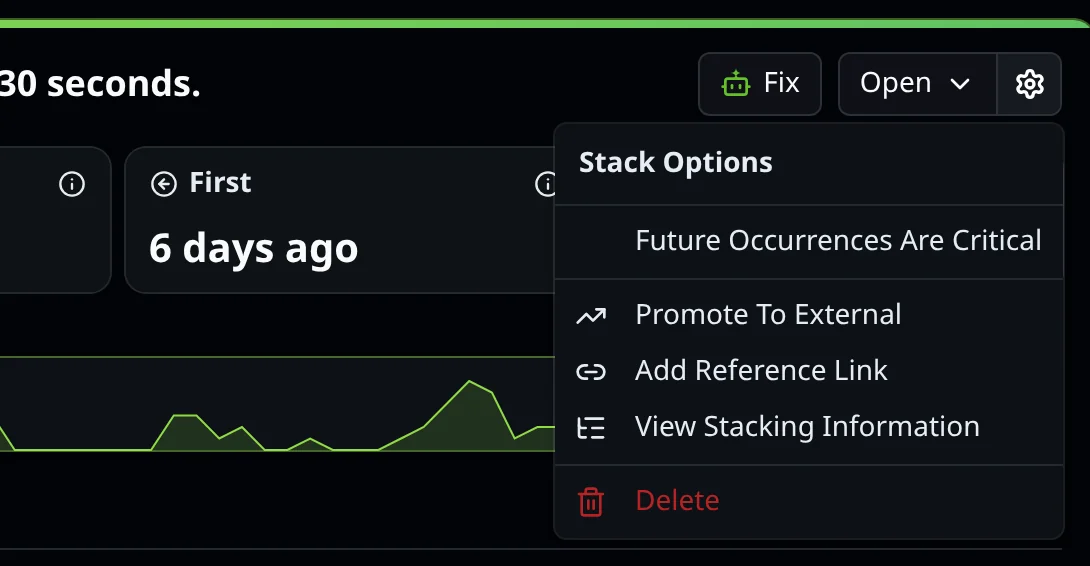 30 seconds.
Fix
Open
First
6 days ago
Stack Options
Future Occurrences Are Critical
Promote To External
Add Reference Link
View Stacking Information
Delete